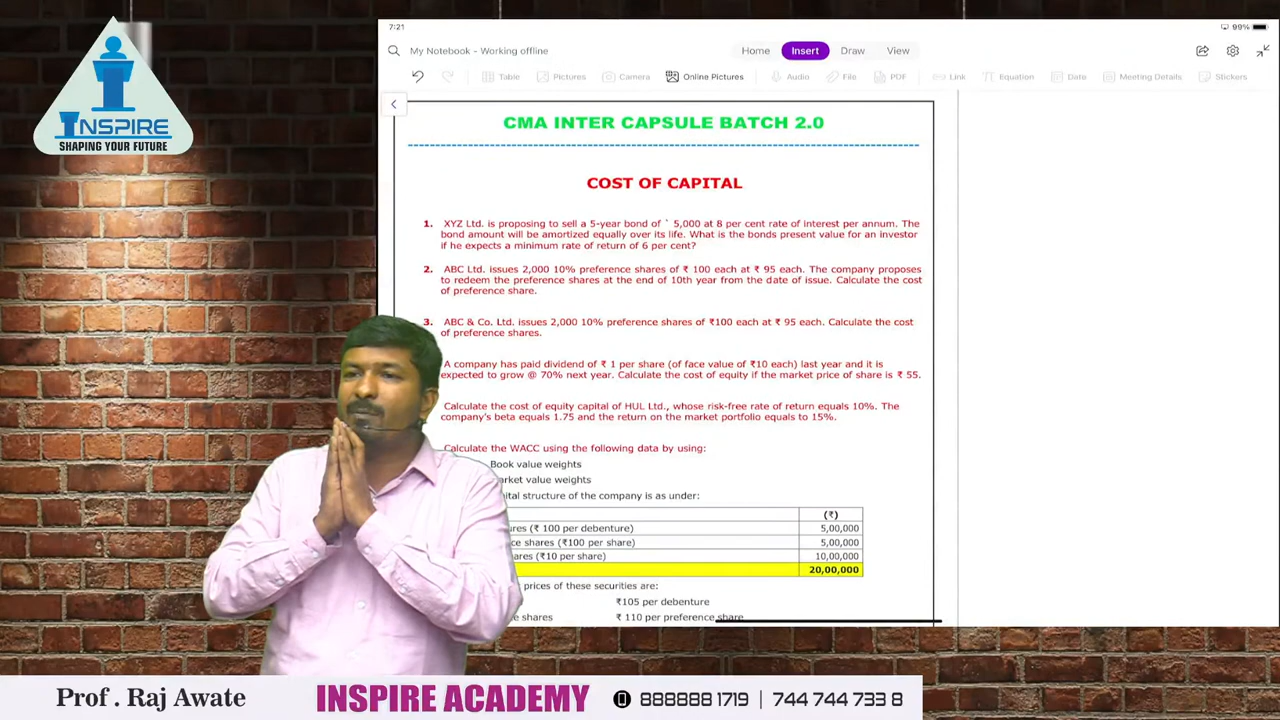 INSPIRE
SHAPING YOUR FUTURE
7:21
99%
My Notebook - Working offline
Home Insert Draw View
Table Pictures Camera Online Pictures Audio File PDF Link Equation Date Meeting Details Stickers
CMA INTER CAPSULE BATCH 2.0
COST OF CAPITAL
1. XYZ Ltd. is proposing to sell a 5-year bond of ` 5,000 at 8 per cent rate of interest per annum. The
bond amount will be amortized equally over its life. What is the bonds present value for an investor
if he expects a minimum rate of return of 6 per cent?
2. ABC Ltd. issues 2,000 10% preference shares of ₹ 100 each at ₹ 95 each. The company proposes
to redeem the preference shares at the end of 10th year from the date of issue. Calculate the cost
of preference share.
3. ABC & Co. Ltd. issues 2,000 10% preference shares of ₹100 each at ₹ 95 each. Calculate the cost
of preference shares.
A company has paid dividend of ₹ 1 per share (of face value of ₹10 each) last year and it is
expected to grow @ 70% next year. Calculate the cost of equity if the market price of share is ₹ 55.
Calculate the cost of equity capital of HUL Ltd., whose risk-free rate of return equals 10%. The
company's beta equals 1.75 and the return on the market portfolio equals to 15%.
Calculate the WACC using the following data by using:
Book value weights
arket value weights
ital structure of the company is as under:
(₹)
ures (₹ 100 per debenture) 5,00,000
ce shares (₹100 per share) 5,00,000
ares (₹10 per share) 10,00,000
20,00,000
prices of these securities are:
₹105 per debenture
e shares ₹ 110 per preference share
Prof . Raj Awate INSPIRE ACADEMY 888888 1719 | 744 744 733 8